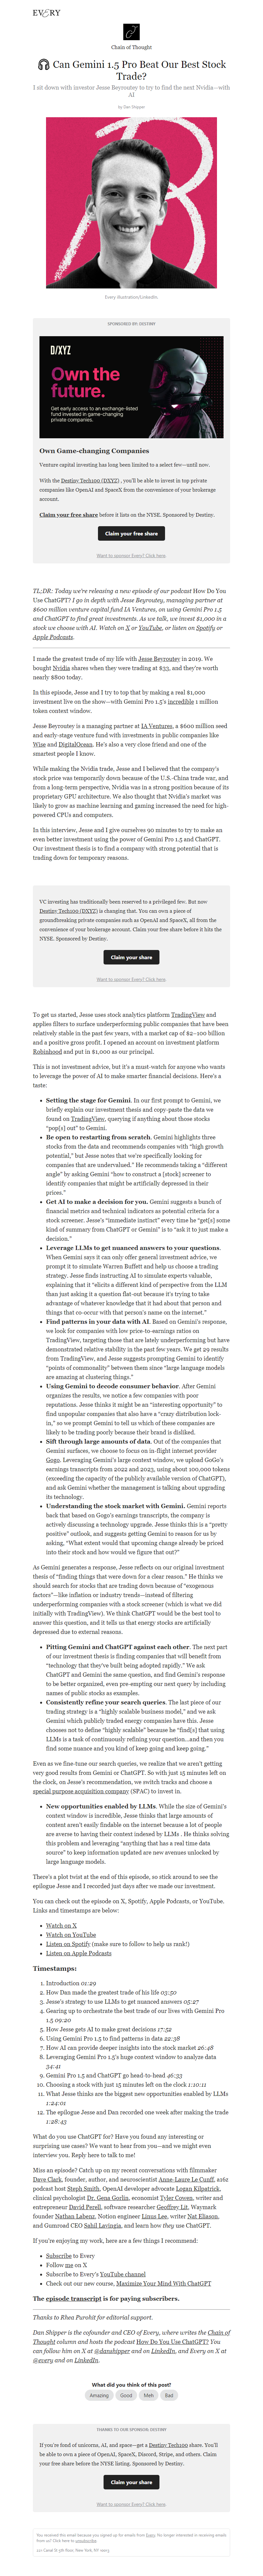 EVERY
Chain of Thought
🎧 Can Gemini 1.5 Pro Beat Our Best Stock
Trade?
I sit down with investor Jesse Beyroutey to try to find the next Nvidia—with
AI
by Dan Shipper
Every illustration/LinkedIn.
SPONSORED BY: DESTINY
D/XYZ
Own the
future.
Get early access to an exchange-listed
fund invested in game-changing
companies.
Own Game-changing Companies
Venture capital investing has long been limited to a select few—until now.
With the Destiny Tech100 (DXYZ) , you'll be able to invest in top private
companies like OpenAI and SpaceX from the convenience of your brokerage
account.
Claim your free share before it lists on the NYSE. Sponsored by Destiny.
Claim your free share
Want to sponsor Every? Click here.
TL;DR: Today we're releasing a new episode of our podcast How Do You
Use ChatGPT? I go in depth with Jesse Beyroutey, managing partner at
$600 million venture capital fund IA Ventures, on using Gemini 1.5 Pro
and ChatGPT to find great investments. As we talk, we incest $1,000 in a
stock we choose with AI. Watch on X or YouTube, or listen on Spotify or
Apple Podcasts.
I made the greatest trade of my life with Jesse Beyroutey in 2019. We
bought Nvidia shares when they were trading at $33, and they're worth
nearly $800 today.
In this episode, Jesse and I try to top that by making a real $1,000
investment live on the show—with Gemini Pro 1.5's incredible 1 million
token context window.
Jesse Beyroutey is a managing partner at IA Ventures, a $600 million seed
and early-stage venture fund with investments in public companies like
Wise and DigitalOcean. He's also a very close friend and one of the
smartest people I know.
While making the Nvidia trade, Jesse and I believed that the company's
stock price was temporarily down because of the U.S.-China trade war, and
from a long-term perspective, Nvidia was in a strong position because of its
proprietary GPU architecture. We also thought that Nvidia's market was
likely to grow as machine learning and gaming increased the need for high-
powered CPUs and computers.
In this interview, Jesse and I give ourselves 90 minutes to try to make an
even better investment using the power of Gemini Pro 1.5 and ChatGPT.
Our investment thesis is to find a company with strong potential that is
trading down for temporary reasons.
VC investing has traditionally been reserved to a privileged few. But now
Destiny Tech100 (DXYZ) is changing that. You can own a piece of
groundbreaking private companies such as OpenAI and SpaceX, all from the
convenience of your brokerage account. Claim your free share before it hits the
NYSE. Sponsored by Destiny.
Claim your share
Want to sponsor Every? Click here.
To get us started, Jesse uses stock analytics platform TradingView and
applies filters to surface underperforming public companies that have been
relatively stable in the past few years, with a market cap of $2–100 billion
and a positive gross profit. I opened an account on investment platform
Robinhood and put in $1,000 as our principal.
This is not investment advice, but it's a must-watch for anyone who wants
to leverage the power of AI to make smarter financial decisions. Here's a
taste:
• Setting the stage for Gemini. In our first prompt to Gemini, we
briefly explain our investment thesis and copy-paste the data we
found on TradingView, querying if anything about those stocks
“pop[s] out” to Gemini.
• Be open to restarting from scratch. Gemini highlights three
stocks from the data and recommends companies with “high growth
potential,” but Jesse notes that we're specifically looking for
companies that are undervalued.” He recommends taking a “different
angle” by asking Gemini “how to construct a [stock] screener to
identify companies that might be artificially depressed in their
prices.”
• Get AI to make a decision for you. Gemini suggests a bunch of
financial metrics and technical indicators as potential criteria for a
stock screener. Jesse's “immediate instinct” every time he “get[s] some
kind of summary from ChatGPT or Gemini” is to “ask it to just make a
decision.”
• Leverage LLMs to get nuanced answers to your questions.
When Gemini says it can only offer general investment advice, we
prompt it to simulate Warren Buffett and help us choose a trading
strategy. Jesse finds instructing AI to simulate experts valuable,
explaining that it “elicits a different kind of perspective from the LLM
than just asking it a question flat-out because it's trying to take
advantage of whatever knowledge that it had about that person and
things that co-occur with that person's name on the internet.”
• Find patterns in your data with AI. Based on Gemini's response,
we look for companies with low price-to-earnings ratios on
TradingView, targeting those that are lately underperforming but have
demonstrated relative stability in the past few years. We get 29 results
from TradingView, and Jesse suggests prompting Gemini to identify
“points of commonality” between them since “large language models
are amazing at clustering things.”
• Using Gemini to decode consumer behavior. After Gemini
organizes the results, we notice a few companies with poor
reputations. Jesse thinks it might be an “interesting opportunity” to
find unpopular companies that also have a “crazy distribution lock-
in,” so we prompt Gemini to tell us which of these companies are
likely to be trading poorly because their brand is disliked.
• Sift through large amounts of data. Out of the companies that
Gemini surfaces, we choose to focus on in-flight internet provider
Gogo. Leveraging Gemini's large context window, we upload GoGo's
earnings transcripts from 2022 and 2023, using about 100,000 tokens
(exceeding the capacity of the publicly available version of ChatGPT),
and ask Gemini whether the management is talking about upgrading
its technology.
• Understanding the stock market with Gemini. Gemini reports
back that based on Gogo's earnings transcripts, the company is
actively discussing a technology upgrade. Jesse thinks this is a “pretty
positive” outlook, and suggests getting Gemini to reason for us by
asking, “What extent would that upcoming change already be priced
into their stock and how would we figure that out?”
As Gemini generates a response, Jesse reflects on our original investment
thesis of “finding things that were down for a clear reason.” He thinks we
should search for stocks that are trading down because of “exogenous
factors”—like inflation or industry trends—instead of filtering
underperforming companies with a stock screener (which is what we did
initially with TradingView). We think ChatGPT would be the best tool to
answer this question, and it tells us that energy stocks are artificially
depressed due to external reasons.
• Pitting Gemini and ChatGPT against each other. The next part
of our investment thesis is finding companies that will benefit from
“technology that they've built being adopted rapidly.” We ask
ChatGPT and Gemini the same question, and find Gemini's response
to be better organized, even pre-empting our next query by including
names of public stocks as examples.
• Consistently refine your search queries. The last piece of our
trading strategy is a “highly scalable business model,” and we ask
Gemini which publicly traded energy companies have this. Jesse
chooses not to define “highly scalable” because he “find[s] that using
LLMs is a task of continuously refining your question...and then you
find some nuance and you kind of keep going and keep going.”
Even as we fine-tune our search queries, we realize that we aren't getting
very good results from Gemini or ChatGPT. So with just 15 minutes left on
the clock, on Jesse's recommendation, we switch tracks and choose a
special purpose acquisition company (SPAC) to invest in.
• New opportunities enabled by LLMs. While the size of Gemini's
context window is incredible, Jesse thinks that large amounts of
context aren't easily findable on the internet because a lot of people
are averse to having their content indexed by LLMs . He thinks solving
this problem and leveraging “anything that has a real time data
source” to keep information updated are new avenues unlocked by
large language models.
There's a plot twist at the end of this episode, so stick around to see the
epilogue Jesse and I recorded just days after we made our investment.
You can check out the episode on X, Spotify, Apple Podcasts, or YouTube.
Links and timestamps are below:
• Watch on X
• Watch on YouTube
• Listen on Spotify (make sure to follow to help us rank!)
• Listen on Apple Podcasts
Timestamps:
1. Introduction 01:29
2. How Dan made the greatest trade of his life 03:50
3. Jesse's strategy to use LLMs to get nuanced answers 05:27
4. Gearing up to orchestrate the best trade of our lives with Gemini Pro
1.5 09:20
5. How Jesse gets AI to make great decisions 17:52
6. Using Gemini Pro 1.5 to find patterns in data 22:38
7. How AI can provide deeper insights into the stock market 26:48
8. Leveraging Gemini Pro 1.5's huge context window to analyze data
34:41
9. Gemini Pro 1.5 and ChatGPT go head-to-head 46:33
10. Choosing a stock with just 15 minutes left on the clock 1:10:11
11. What Jesse thinks are the biggest new opportunities enabled by LLMs
1:24:01
12. The epilogue Jesse and Dan recorded one week after making the trade
1:28:43
What do you use ChatGPT for? Have you found any interesting or
surprising use cases? We want to hear from you—and we might even
interview you. Reply here to talk to me!
Miss an episode? Catch up on my recent conversations with filmmaker
Dave Clark, founder, author, and neuroscientist Anne-Laure Le Cunff, a16z
podcast host Steph Smith, OpenAI developer advocate Logan Kilpatrick,
clinical psychologist Dr. Gena Gorlin, economist Tyler Cowen, writer and
entrepreneur David Perell, software researcher Geoffrey Lit, Waymark
founder Nathan Labenz, Notion engineer Linus Lee, writer Nat Eliason,
and Gumroad CEO Sahil Lavingia, and learn how they use ChatGPT.
If you're enjoying my work, here are a few things I recommend:
• Subscribe to Every
• Follow me on X
• Subscribe to Every's YouTube channel
• Check out our new course, Maximize Your Mind With ChatGPT
The episode transcript is for paying subscribers.
Thanks to Rhea Purohit for editorial support.
Dan Shipper is the cofounder and CEO of Every, where he writes the Chain of
Thought column and hosts the podcast How Do You Use ChatGPT? You
can follow him on X at @danshipper and on LinkedIn, and Every on X at
@every and on LinkedIn.
What did you think of this post?
Amazing Good Meh Bad
THANKS TO OUR SPONSOR: DESTINY
If you're fond of unicorns, AI, and space—get a Destiny Tech100 share. You'll
be able to own a piece of OpenAI, SpaceX, Discord, Stripe, and others. Claim
your free share before the NYSE listing. Sponsored by Destiny.
Claim your share
Want to sponsor Every? Click here.
You received this email because you signed up for emails from Every. No longer interested in receiving emails
from us? Click here to unsubscribe.
221 Canal St 5th floor, New York, NY 10013